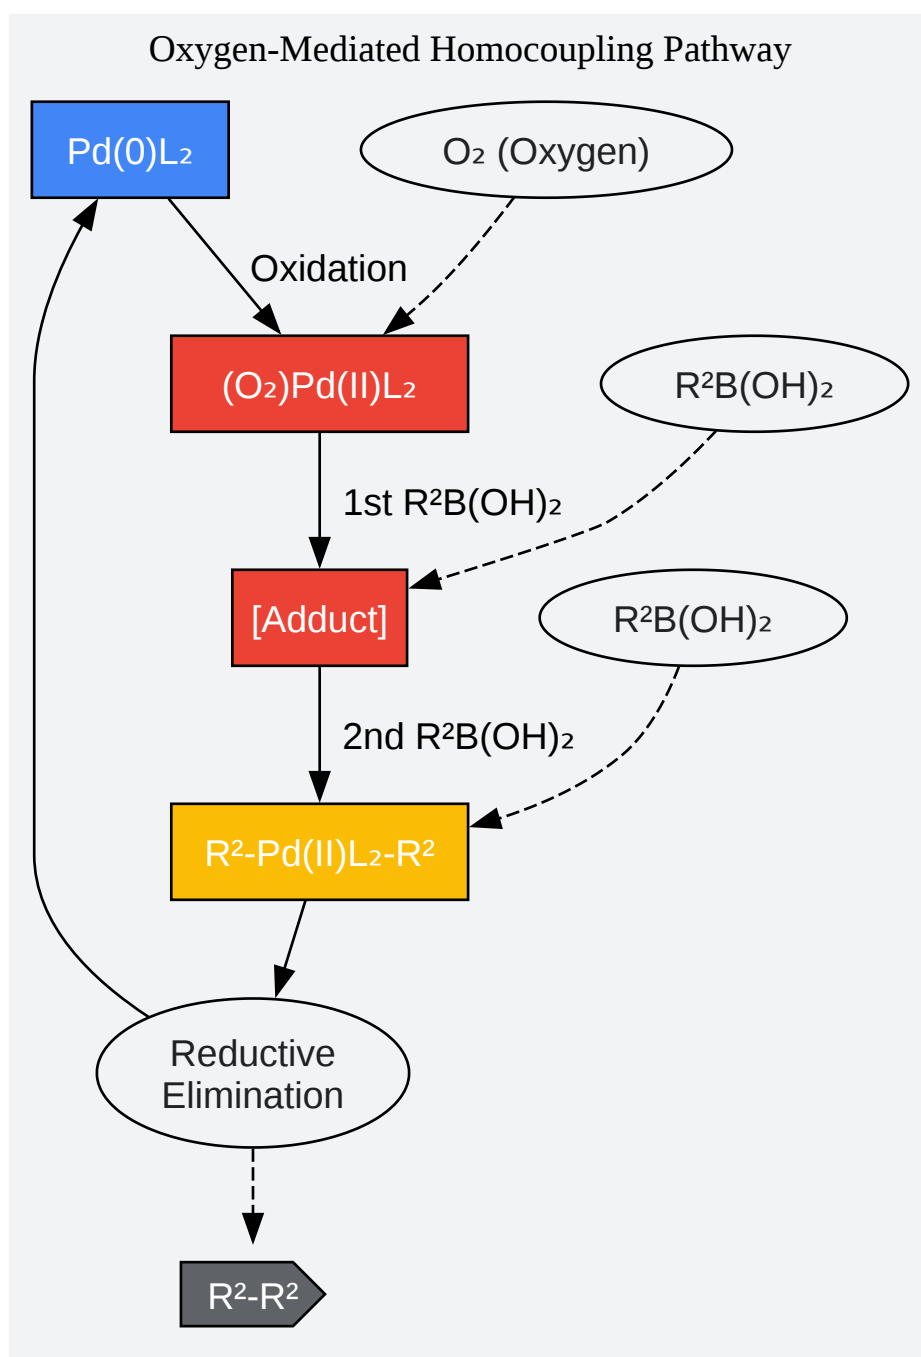 Oxygen-Mediated Homocoupling Pathway
Pd(0)L₂
O₂ (Oxygen)
Oxidation
(O₂)Pd(II)L₂
R²B(OH)₂
1st R²B(OH)₂
[Adduct]
R²B(OH)₂
2nd R²B(OH)₂
R²-Pd(II)L₂-R²
Reductive
Elimination
R²-R²